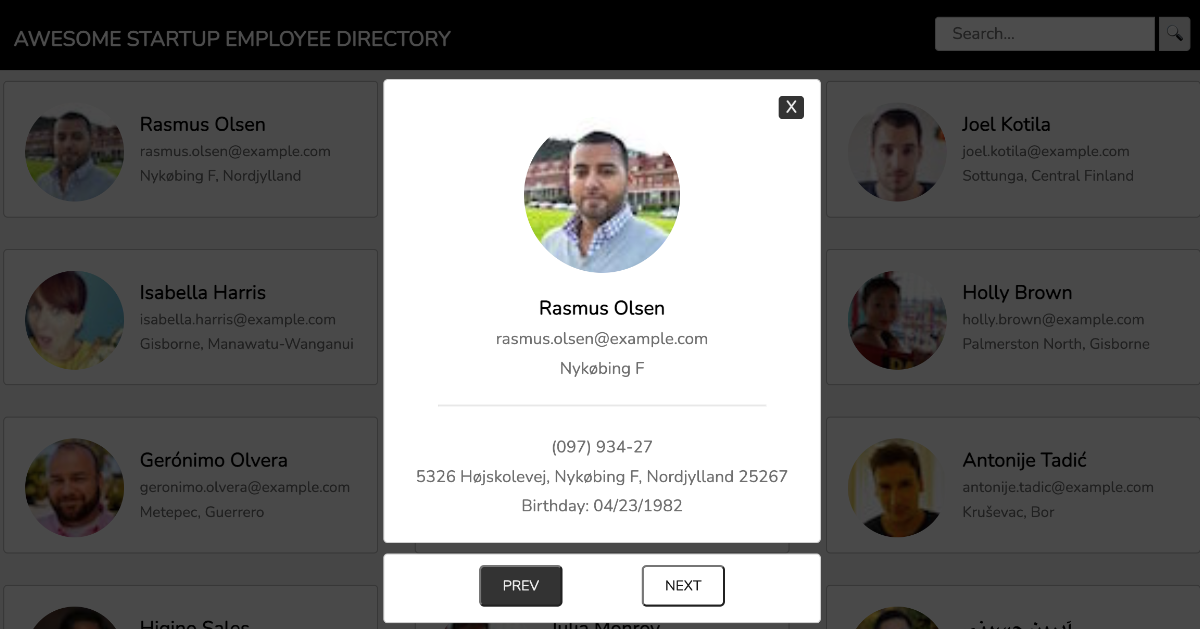 AWESOME STARTUP EMPLOYEE DIRECTORY
Search...
X
Rasmus Olsen
rasmus.olsen@example.com
Nykøbing F, Nordjylland
Rasmus Olsen
rasmus.olsen@example.com
Nykøbing F
(097) 934-27
5326 Højskolevej, Nykøbing F, Nordjylland 25267
Birthday: 04/23/1982
PREV
NEXT
Joel Kotila
joel.kotila@example.com
Sottunga, Central Finland
Isabella Harris
isabella.harris@example.com
Gisborne, Manawatu-Wanganui
Holly Brown
holly.brown@example.com
Palmerston North, Gisborne
Gerónimo Olvera
geronimo.olvera@example.com
Metepec, Guerrero
Antonije Tadić
antonije.tadic@example.com
Kruševac, Bor
Higino Sales
Julia Monroy